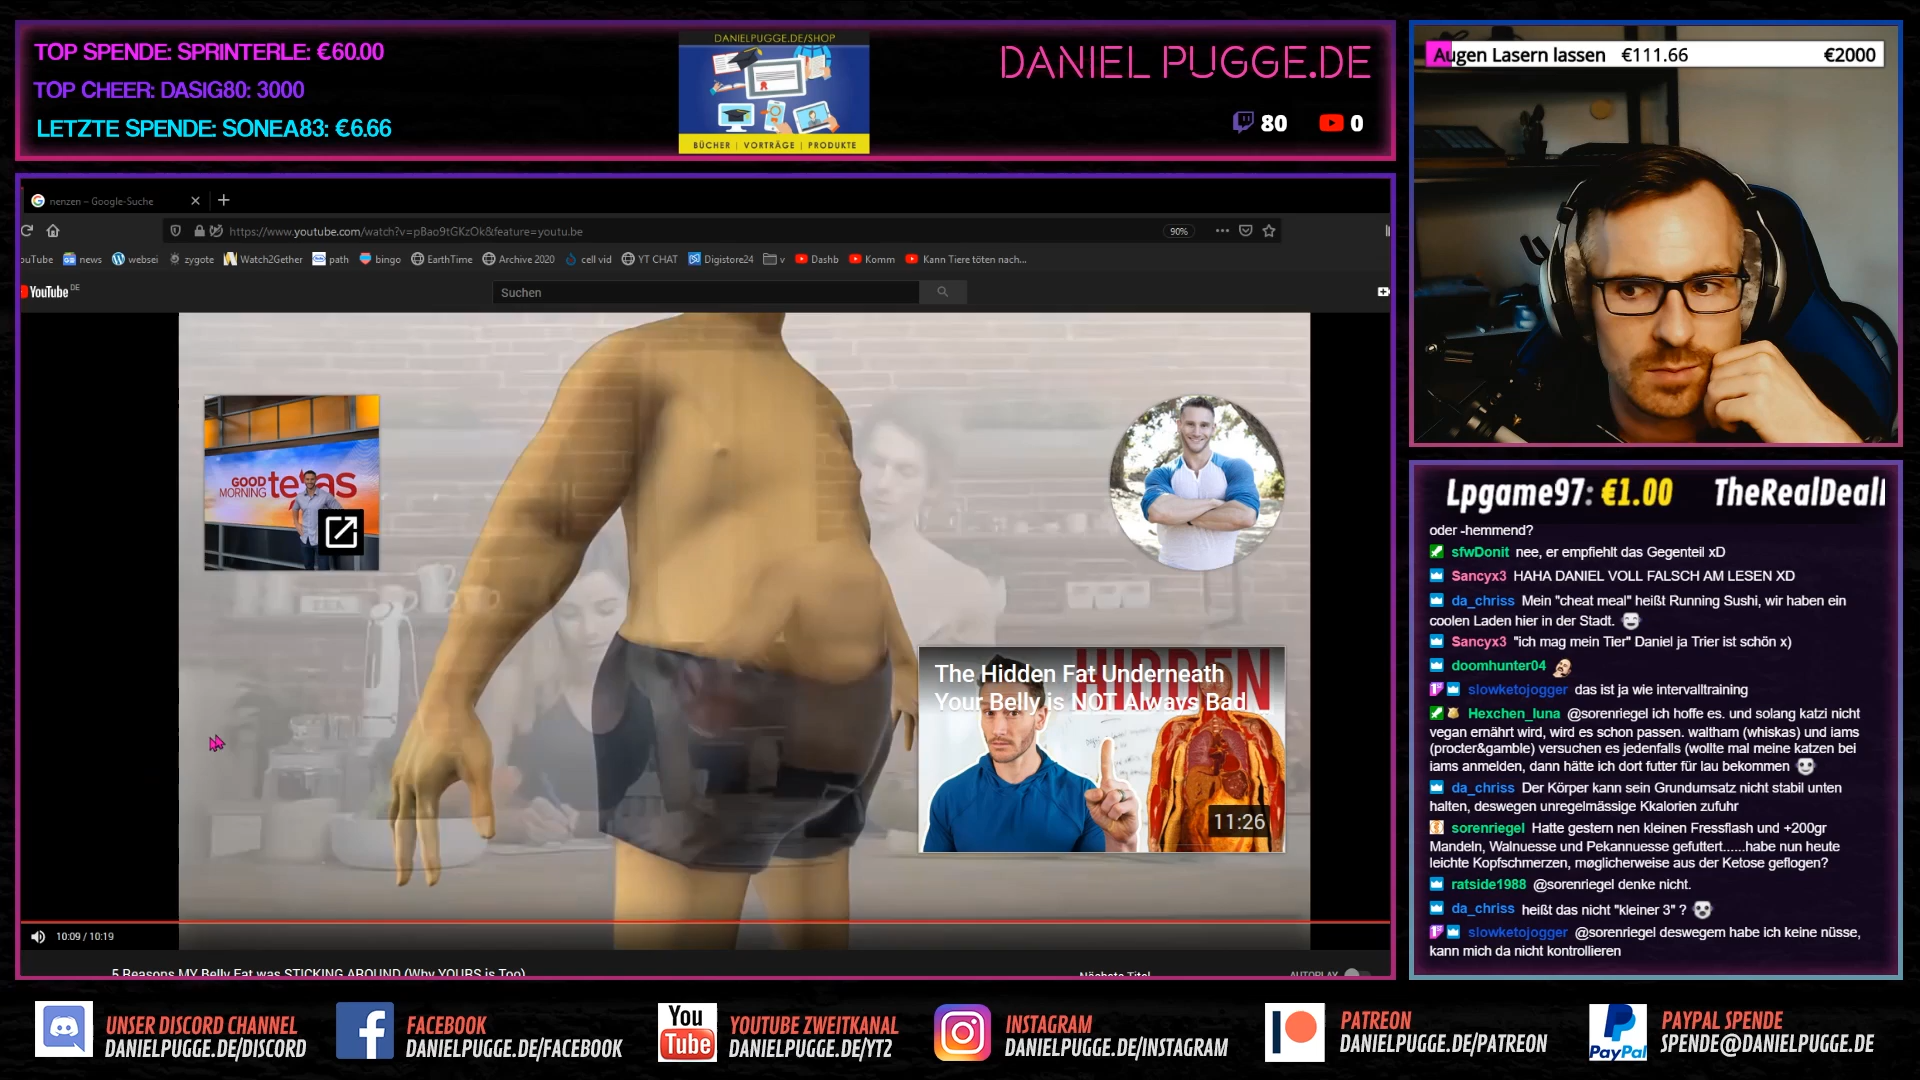 TOP SPENDE: SPRINTERLE: €60.00
TOP CHEER: DASIG80: 3000
LETZTE SPENDE: SONEA83: €6.66
DANIELPUGGE.DE/SHOP
BÜCHER | VORTRÄGE | PRODUKTE
DANIEL PUGGE.DE
80
0
Augen Lasern lassen €111.66 €2000
nenzen – Google-Suche
https://www.youtube.com/watch?v=pBao9tGKzOk&feature=youtu.be
90%
ouTube news websei zygote Watch2Gether path bingo EarthTime Archive 2020 cell vid YT CHAT Digistore24 v Dashb Komm Kann Tiere töten nach...
YouTube DE
Suchen
GOOD
MORNING texas
TEA
HIDDEN
The Hidden Fat Underneath
Your Belly is NOT Always Bad
11:26
10:09 / 10:19
5 Reasons MY Belly Fat was STICKING AROUND (Why YOURS is Too)
Nächste Titel
AUTOPLAY
Lpgame97: €1.00 TheRealDeal
oder -hemmend?
sfwDonit nee, er empfiehlt das Gegenteil xD
Sancyx3 HAHA DANIEL VOLL FALSCH AM LESEN XD
da_chriss Mein "cheat meal" heißt Running Sushi, wir haben ein
coolen Laden hier in der Stadt.
Sancyx3 "ich mag mein Tier" Daniel ja Trier ist schön x)
doomhunter04
slowketojogger das ist ja wie intervalltraining
Hexchen_luna @sorenriegel ich hoffe es. und solang katzi nicht
vegan ernährt wird, wird es schon passen. waltham (whiskas) und iams
(procter&gamble) versuchen es jedenfalls (wollte mal meine katzen bei
iams anmelden, dann hätte ich dort futter für lau bekommen
da_chriss Der Körper kann sein Grundumsatz nicht stabil unten
halten, deswegen unregelmässige Kkalorien zufuhr
sorenriegel Hatte gestern nen kleinen Fressflash und +200gr
Mandeln, Walnuesse und Pekannuesse gefuttert......habe nun heute
leichte Kopfschmerzen, møglicherweise aus der Ketose geflogen?
ratside1988 @sorenriegel denke nicht.
da_chriss heißt das nicht "kleiner 3" ?
slowketojogger @sorenriegel deswegem habe ich keine nüsse,
kann mich da nicht kontrollieren
UNSER DISCORD CHANNEL
DANIELPUGGE.DE/DISCORD
FACEBOOK
DANIELPUGGE.DE/FACEBOOK
You
Tube
YOUTUBE ZWEITKANAL
DANIELPUGGE.DE/YT2
INSTAGRAM
DANIELPUGGE.DE/INSTAGRAM
PATREON
DANIELPUGGE.DE/PATREON
PayPal
PAYPAL SPENDE
SPENDE@DANIELPUGGE.DE